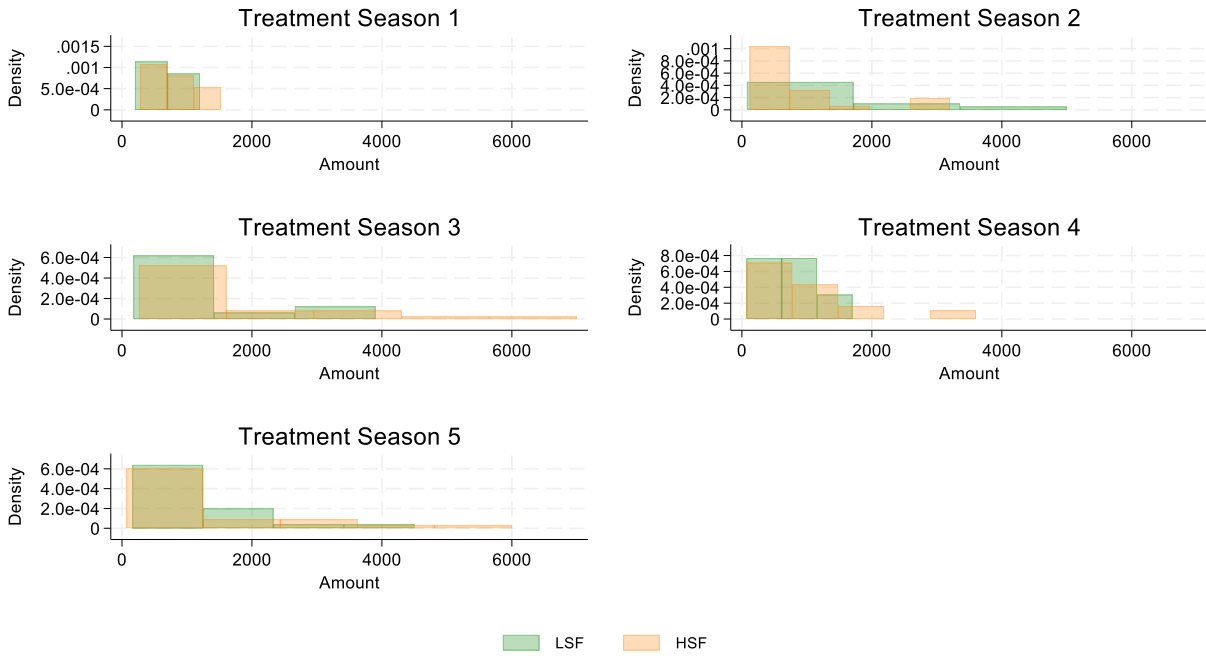 Treatment Season 1
Density
.0015
.001
5.0e-04
0
0 2000 4000 6000
Amount
Treatment Season 2
Density
.001
8.0e-04
6.0e-04
4.0e-04
2.0e-04
0
0 2000 4000 6000
Amount
Treatment Season 3
Density
6.0e-04
4.0e-04
2.0e-04
0
0 2000 4000 6000
Amount
Treatment Season 4
Density
8.0e-04
6.0e-04
4.0e-04
2.0e-04
0
0 2000 4000 6000
Amount
Treatment Season 5
Density
6.0e-04
4.0e-04
2.0e-04
0
0 2000 4000 6000
Amount
LSF HSF